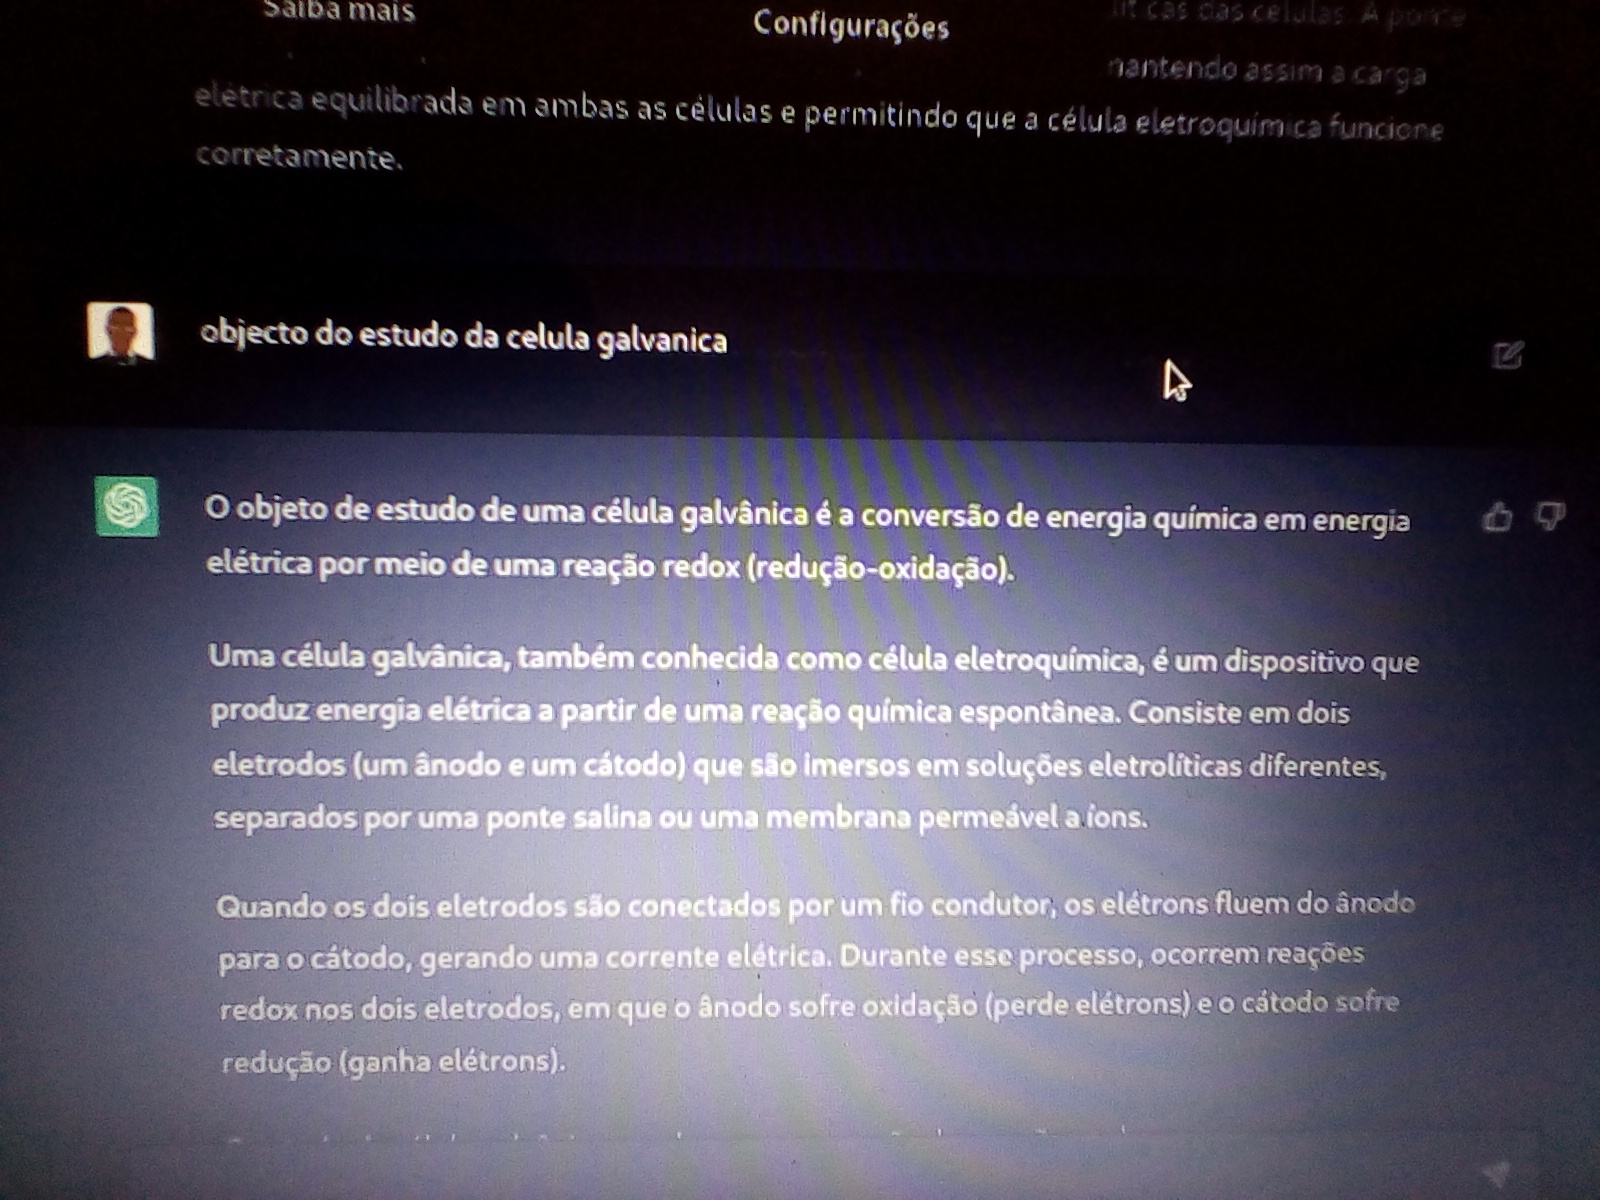 Saiba mais
Configurações
cas das celulas. A ponte
mantendo assim a carga
elétrica equilibrada em ambas as células e permitindo que a célula eletroquímica funcione
corretamente.
objecto do estudo da celula galvanica
O objeto de estudo de uma célula galvânica é a conversão de energia química em energia
elétrica por meio de uma reação redox (redução-oxidação).
Uma célula galvânica, também conhecida como célula eletroquímica, é um dispositivo que
produz energia elétrica a partir de uma reação química espontânea. Consiste em dois
eletrodos (um ânodo e um cátodo) que são imersos em soluções eletrolíticas diferentes,
separados por uma ponte salina ou uma membrana permeável a íons.
Quando os dois eletrodos são conectados por um fio condutor, os elétrons fluem do ânodo
para o cátodo, gerando uma corrente elétrica. Durante esse processo, ocorrem reações
redox nos dois eletrodos, em que o ânodo sofre oxidação (perde elétrons) e o cátodo sofre
redução (ganha elétrons).